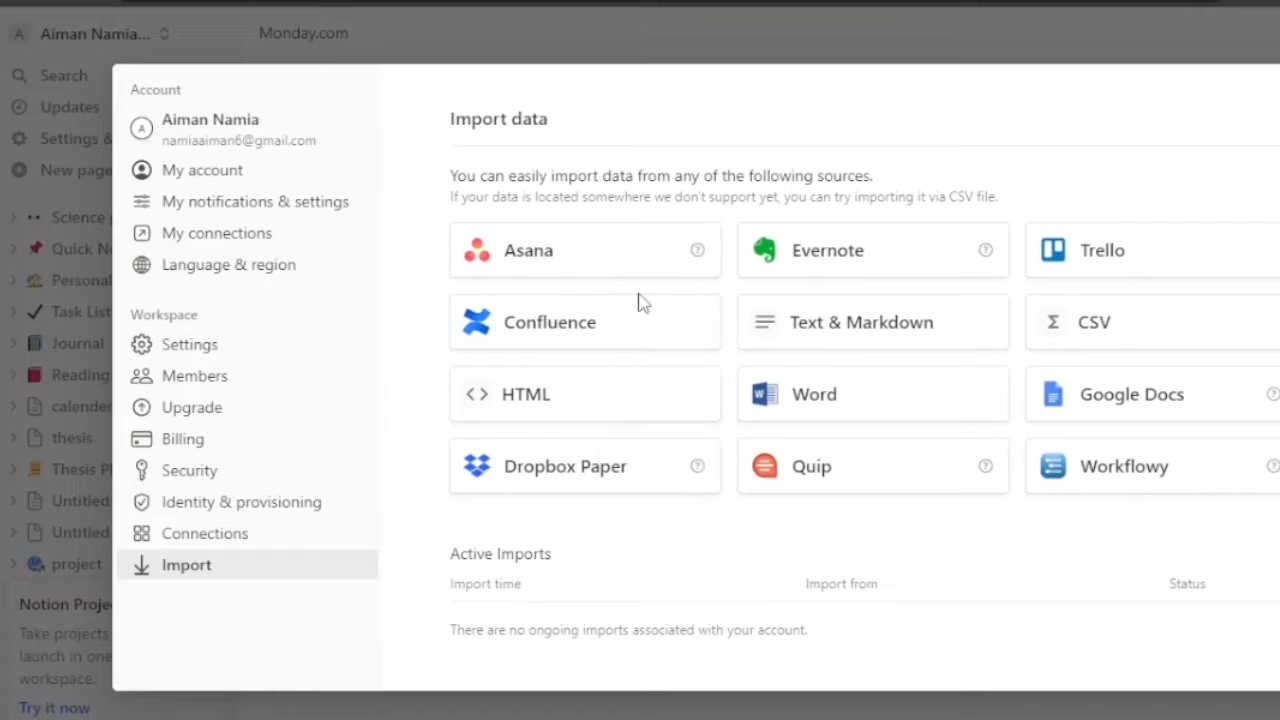 A Aiman Namia...
Monday.com
Search
Updates
Settings &
New page
Science
Quick
Personal
Task List
Journal
Reading
calender
thesis
Thesis
Untitled
Untitled
project
Notion
Take projects
launch in one
workspace.
Try it now
Account
A
Aiman Namia
namiaaiman6@gmail.com
My account
My notifications & settings
My connections
Language & region
Workspace
Settings
Members
Upgrade
Billing
Security
Identity & provisioning
Connections
Import
Import data
You can easily import data from any of the following sources.
If your data is located somewhere we don't support yet, you can try importing it via CSV file.
Asana
Evernote
Trello
Confluence
Text & Markdown
CSV
HTML
Word
Google Docs
Dropbox Paper
Quip
Workflowy
Active Imports
Import time Import from Status
There are no ongoing imports associated with your account.